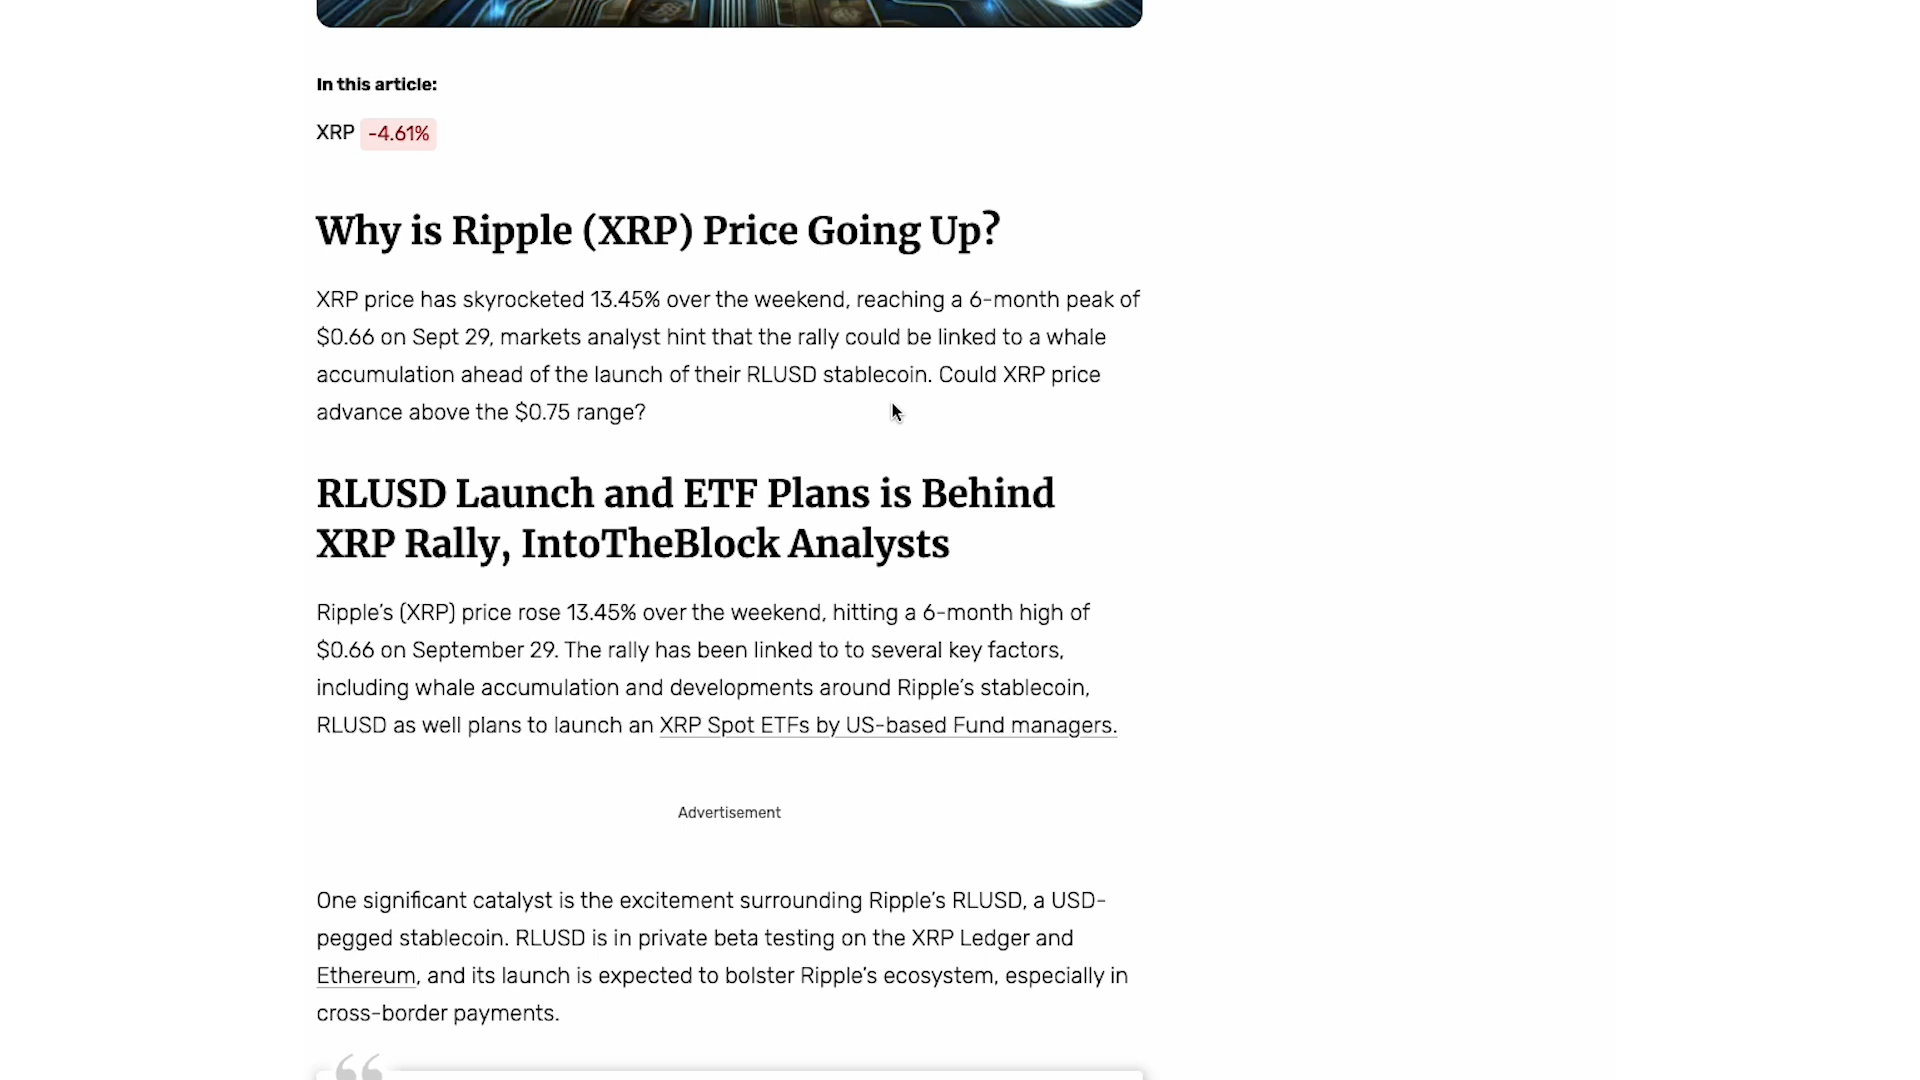 In this article:
XRP -4.61%
Why is Ripple (XRP) Price Going Up?
XRP price has skyrocketed 13.45% over the weekend, reaching a 6-month peak of
$0.66 on Sept 29, markets analyst hint that the rally could be linked to a whale
accumulation ahead of the launch of their RLUSD stablecoin. Could XRP price
advance above the $0.75 range?
RLUSD Launch and ETF Plans is Behind
XRP Rally, IntoTheBlock Analysts
Ripple’s (XRP) price rose 13.45% over the weekend, hitting a 6-month high of
$0.66 on September 29. The rally has been linked to to several key factors,
including whale accumulation and developments around Ripple’s stablecoin,
RLUSD as well plans to launch an XRP Spot ETFs by US-based Fund managers.
Advertisement
One significant catalyst is the excitement surrounding Ripple’s RLUSD, a USD-
pegged stablecoin. RLUSD is in private beta testing on the XRP Ledger and
Ethereum, and its launch is expected to bolster Ripple’s ecosystem, especially in
cross-border payments.